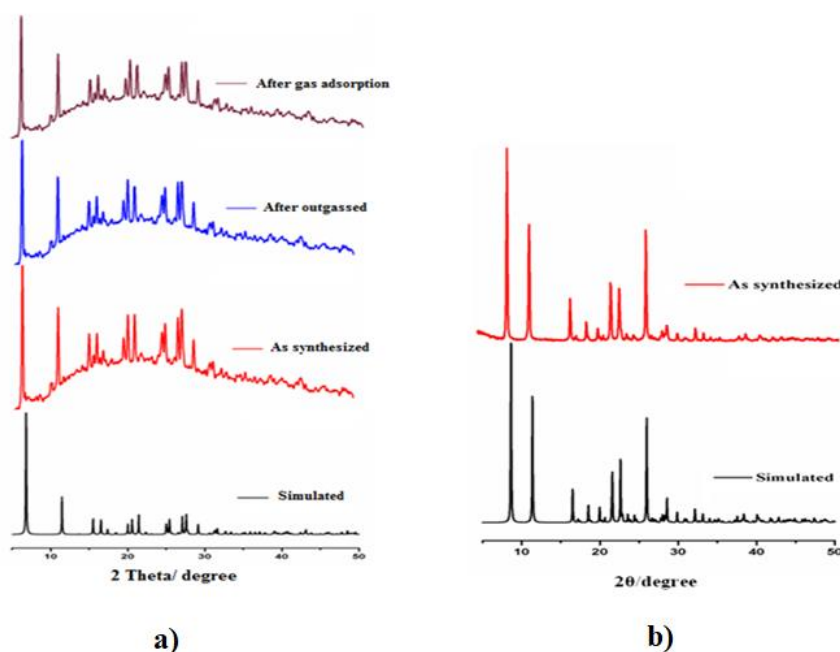 After gas adsorption
After outgassed
As synthesized
Simulated
5 10 20 30 40 50
2 Theta/ degree
a)
As synthesized
Simulated
10 20 30 40 50
2θ/degree
b)